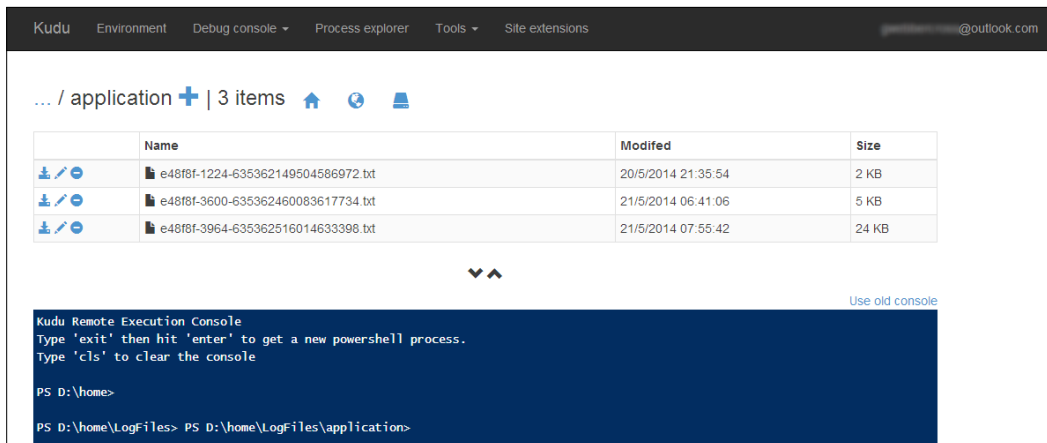 Kudu Environment Debug console Process explorer Tools Site extensions @outlook.com
... / application + | 3 items
Name Modifed Size
e48f8f-1224-635362149504586972.txt 20/5/2014 21:35:54 2 KB
e48f8f-3600-635362460083617734.txt 21/5/2014 06:41:06 5 KB
e48f8f-3964-635362516014633398.txt 21/5/2014 07:55:42 24 KB
Use old console
Kudu Remote Execution Console
Type 'exit' then hit 'enter' to get a new powershell process.
Type 'cls' to clear the console
PS D:\home>
PS D:\home\LogFiles> PS D:\home\LogFiles\application>